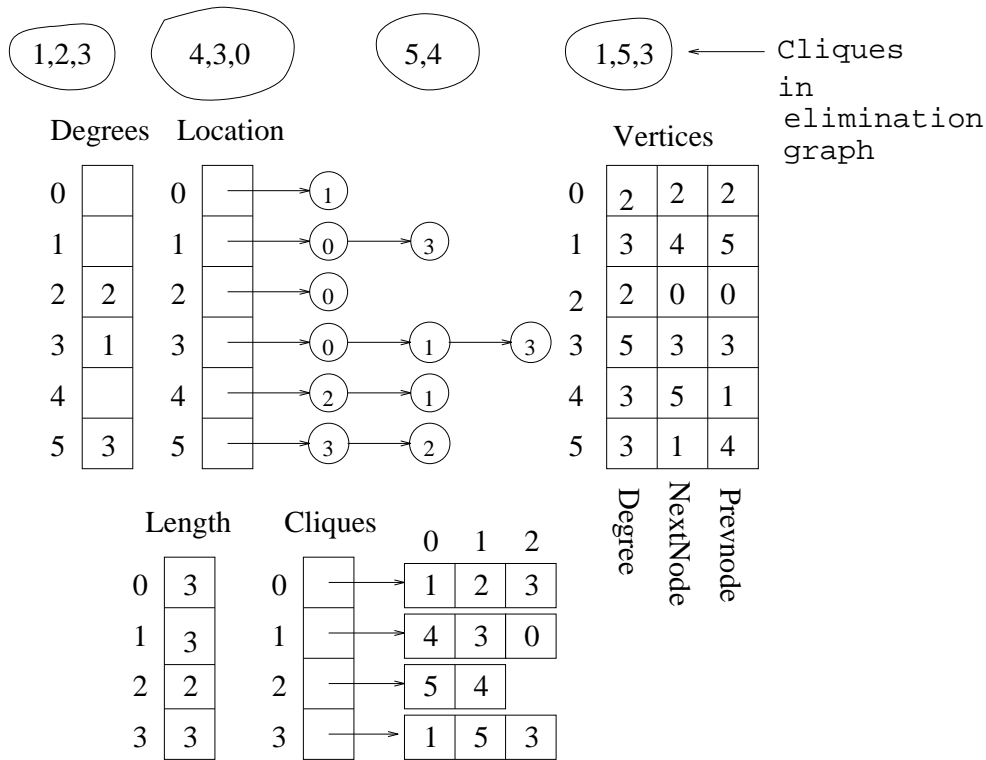 1,2,3 4,3,0 5,4 1,5,3 Cliques
in
elimination
graph
Degrees Location Vertices
0 0 1 0 2 2 2
1 1 0 3 1 3 4 5
2 2 2 0 2 2 0 0
3 1 3 0 1 3 3 5 3 3
4 4 2 1 4 3 5 1
5 3 5 3 2 5 3 1 4
Degree NextNode Prevnode
Length Cliques
0 1 2
0 3 0 1 2 3
1 3 1 4 3 0
2 2 2 5 4
3 3 3 1 5 3